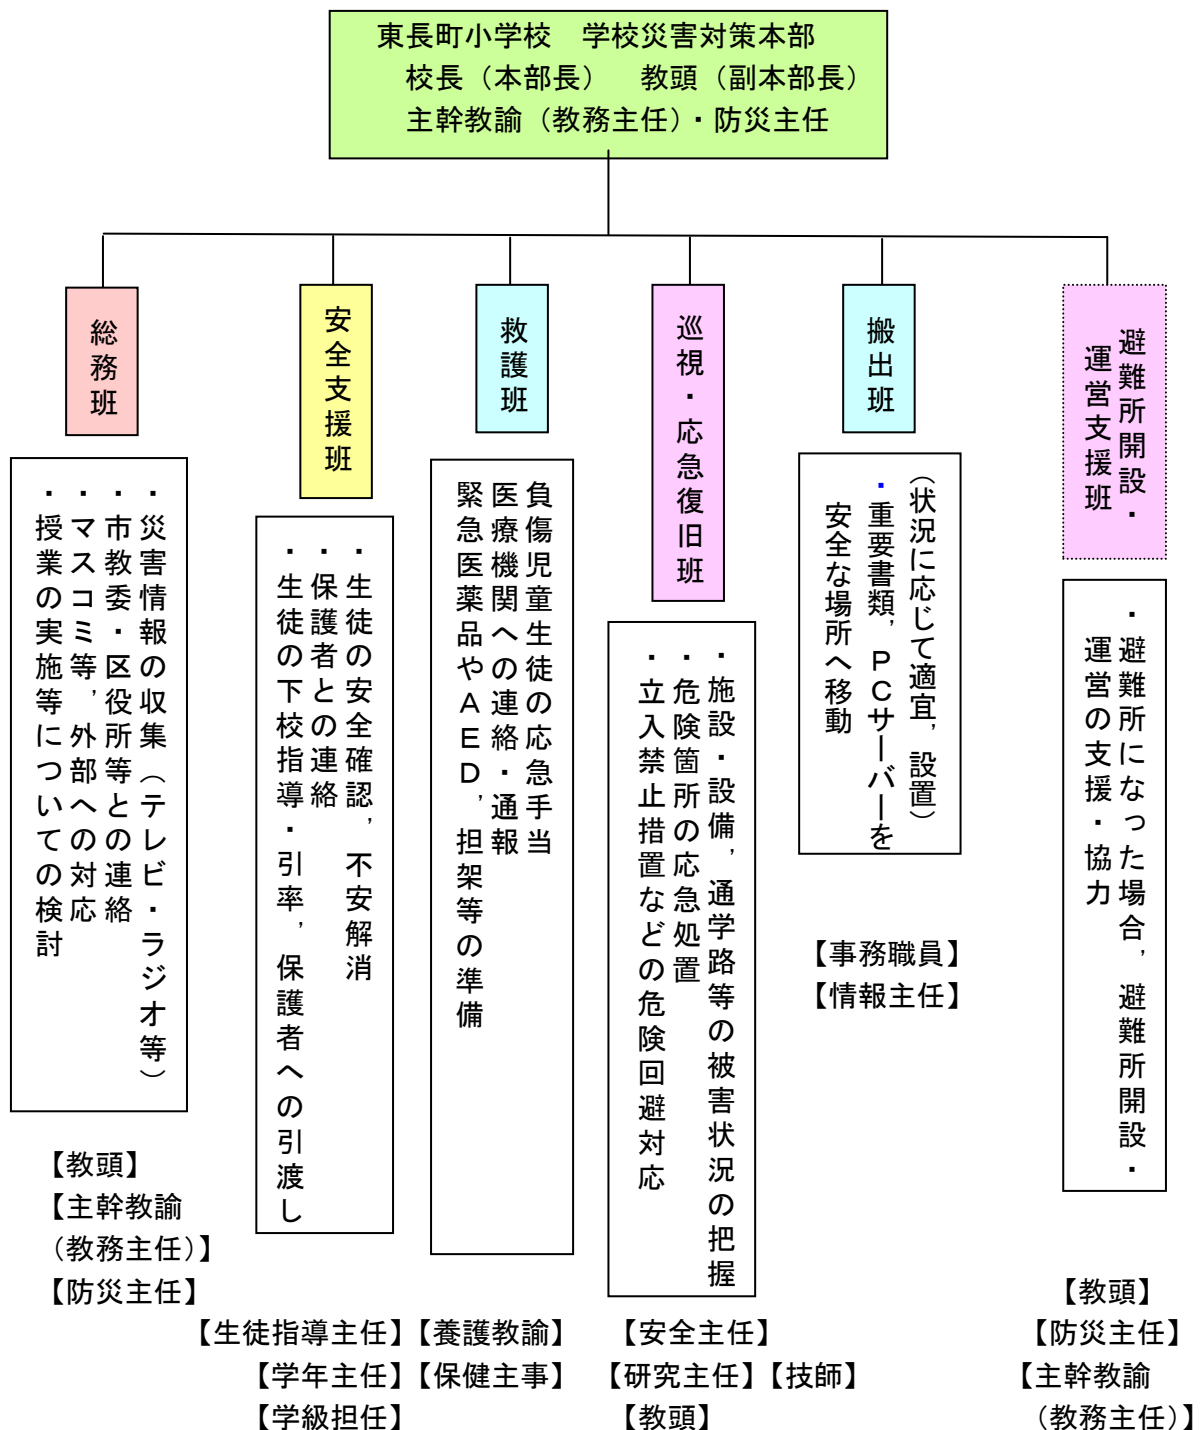 東長町小学校　学校災害対策本部
校長（本部長）　教頭（副本部長）
主幹教諭（教務主任）・防災主任
総務班
・災害情報の収集（テレビ・ラジオ等）
・市教委・区役所等との連絡
・マスコミ等，外部への対応
・授業の実施等についての検討
【教頭】
【主幹教諭
（教務主任）】
【防災主任】
安全支援班
・生徒の安全確認，不安解消
・保護者との連絡
・生徒の下校指導・引率，保護者への引渡し
【生徒指導主任】
【学年主任】
【学級担任】
救護班
負傷児童生徒の応急手当
医療機関への連絡・通報
緊急医薬品やＡＥＤ，担架等の準備
【養護教諭】
【保健主事】
巡視・応急復旧班
・施設・設備，通学路等の被害状況の把握
・危険箇所の応急処置
・立入禁止措置などの危険回避対応
【安全主任】
【研究主任】【技師】
【教頭】
搬出班
（状況に応じて適宜，設置）
・重要書類，ＰＣサーバーを
安全な場所へ移動
【事務職員】
【情報主任】
避難所開設・
運営支援班
・避難所になった場合，避難所開設・
運営の支援・協力
【教頭】
【防災主任】
【主幹教諭
（教務主任）】